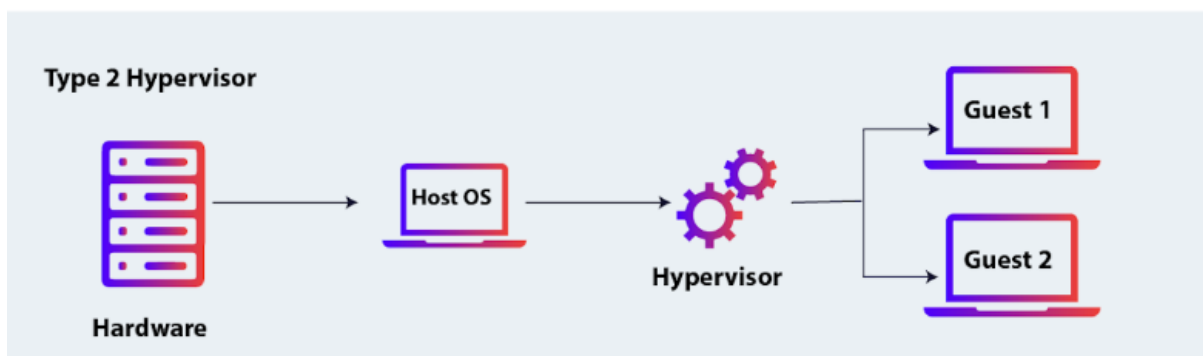 Type 2 Hypervisor
Hardware
Host OS
Hypervisor
Guest 1
Guest 2